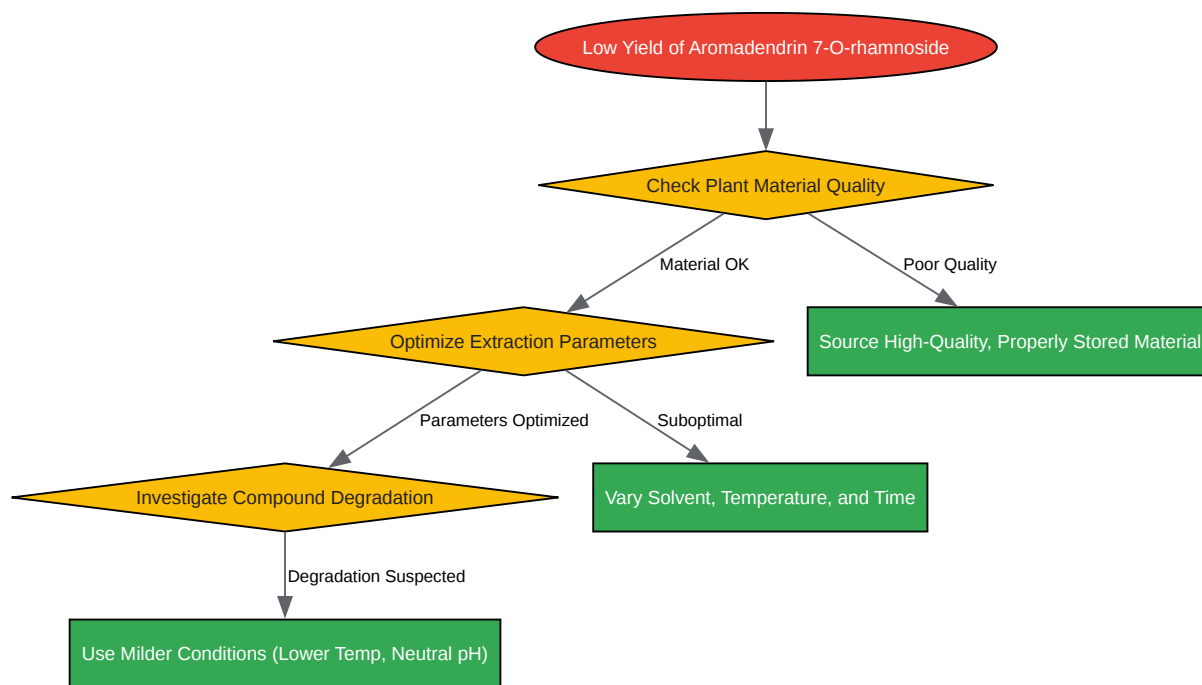 Low Yield of Aromadendrin 7-O-rhamnoside
Check Plant Material Quality
Material OK
Poor Quality
Optimize Extraction Parameters
Source High-Quality, Properly Stored Material
Parameters Optimized
Suboptimal
Investigate Compound Degradation
Vary Solvent, Temperature, and Time
Degradation Suspected
Use Milder Conditions (Lower Temp, Neutral pH)